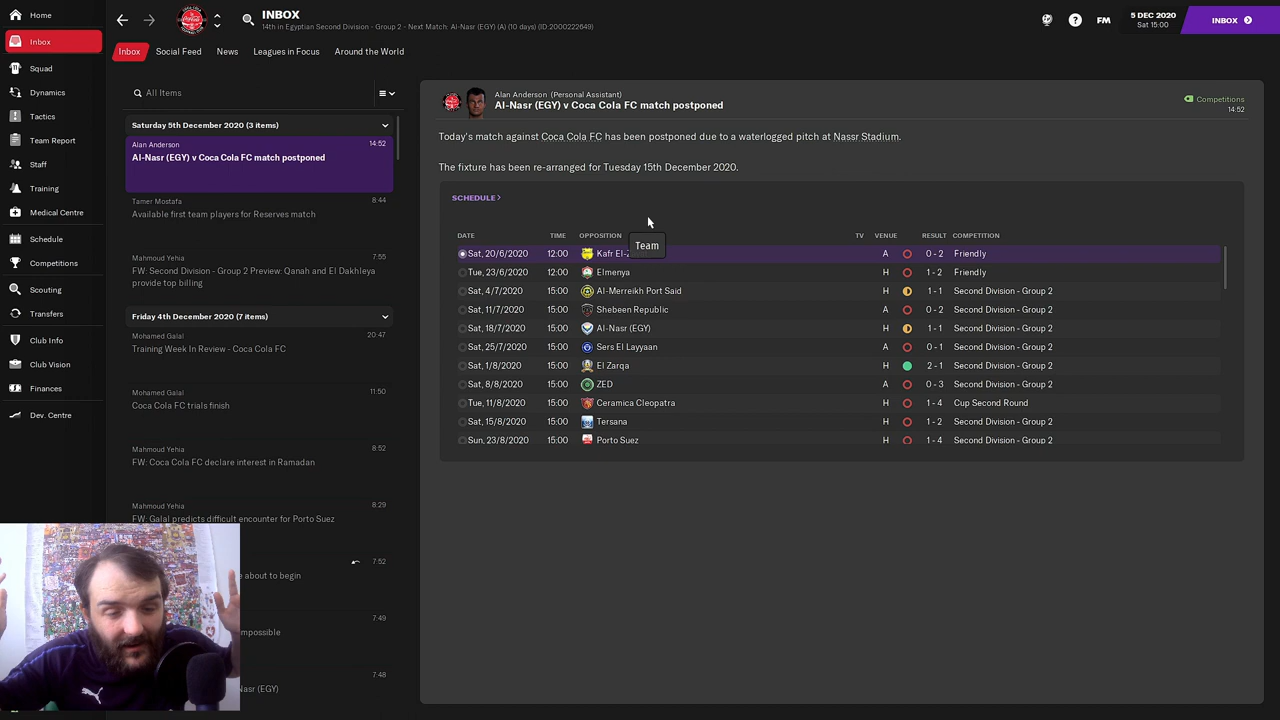 Home
Inbox
Squad
Dynamics
Tactics
Team Report
Staff
Training
Medical Centre
Schedule
Competitions
Scouting
Transfers
Club Info
Club Vision
Finances
Dev. Centre
INBOX
14th in Egyptian Second Division - Group 2 - Next Match: Al-Nasr (EGY) (A) (10 days) (ID:2000222649)
FM
5 DEC 2020
Sat 15:00
INBOX
Inbox Social Feed News Leagues in Focus Around the World
All Items
Saturday 5th December 2020 (3 items)
Alan Anderson 14:52
Al-Nasr (EGY) v Coca Cola FC match postponed
Tamer Mostafa 8:44
Available first team players for Reserves match
Mahmoud Yehia 7:55
FW: Second Division - Group 2 Preview: Qanah and El Dakhleya
provide top billing
Friday 4th December 2020 (7 items)
Mohamed Galal 20:47
Training Week In Review - Coca Cola FC
Mohamed Galal 11:50
Coca Cola FC trials finish
Mahmoud Yehia 8:52
FW: Coca Cola FC declare interest in Ramadan
Mahmoud Yehia 8:29
FW: Galal predicts difficult encounter for Porto Suez
7:52
about to begin
7:49
7:48
(EGY)
Alan Anderson (Personal Assistant)
Al-Nasr (EGY) v Coca Cola FC match postponed
Competitions
14:52
Today's match against Coca Cola FC has been postponed due to a waterlogged pitch at Nassr Stadium.
The fixture has been re-arranged for Tuesday 15th December 2020.
SCHEDULE >
DATE TIME OPPOSITION TV VENUE RESULT COMPETITION
Team
Sat, 20/6/2020 12:00 Kafr El-Z A 0 - 2 Friendly
Tue, 23/6/2020 12:00 Elmenya H 1 - 2 Friendly
Sat, 4/7/2020 15:00 Al-Merreikh Port Said H 1 - 1 Second Division - Group 2
Sat, 11/7/2020 15:00 Shebeen Republic A 0 - 2 Second Division - Group 2
Sat, 18/7/2020 15:00 Al-Nasr (EGY) H 1 - 1 Second Division - Group 2
Sat, 25/7/2020 15:00 Sers El Layyaan A 0 - 1 Second Division - Group 2
Sat, 1/8/2020 15:00 El Zarqa H 2 - 1 Second Division - Group 2
Sat, 8/8/2020 15:00 ZED A 0 - 3 Second Division - Group 2
Tue, 11/8/2020 15:00 Ceramica Cleopatra H 1 - 4 Cup Second Round
Sat, 15/8/2020 15:00 Tersana H 1 - 2 Second Division - Group 2
Sun, 23/8/2020 15:00 Porto Suez H 1 - 4 Second Division - Group 2